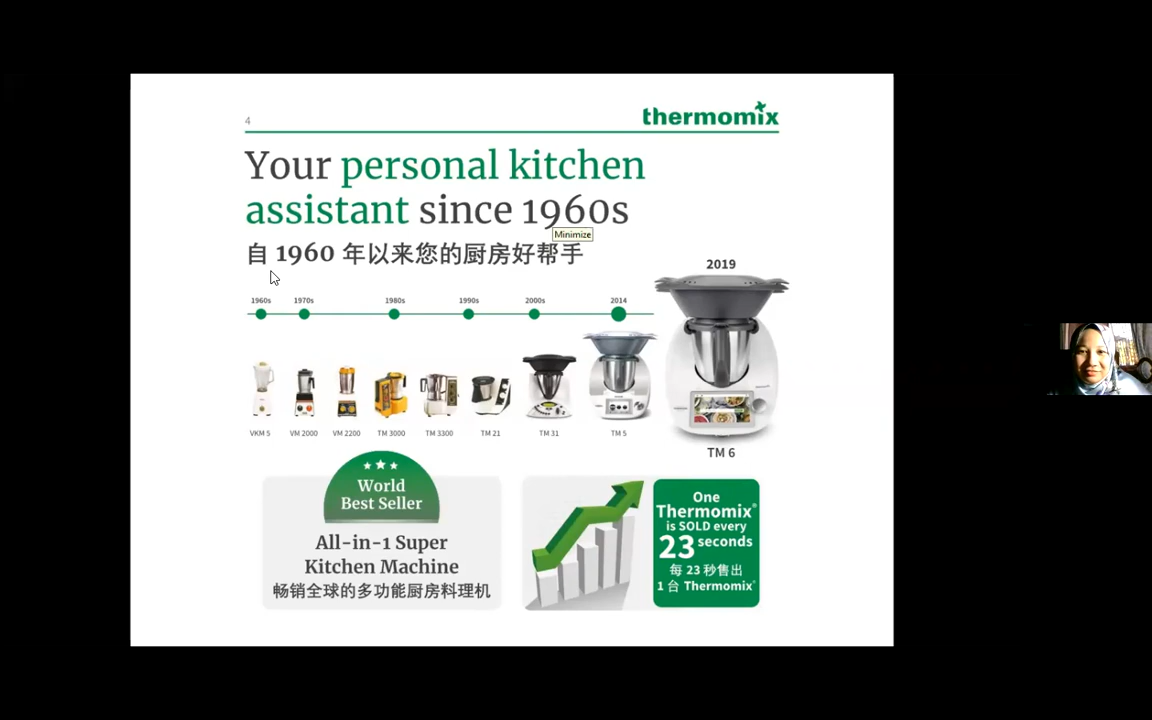 4
thermomix
Your personal kitchen
assistant since 1960s
Minimize
自 1960 年以来您的厨房好帮手
2019
1960s 1970s 1980s 1990s 2000s 2014
VKM 5 VM 2000 VM 2200 TM 3000 TM 3300 TM 21 TM 31 TM 5
TM 6
World
Best Seller
All-in-1 Super
Kitchen Machine
畅销全球的多功能厨房料理机
One
Thermomix®
is SOLD every
23 seconds
每 23 秒售出
1 台 Thermomix®